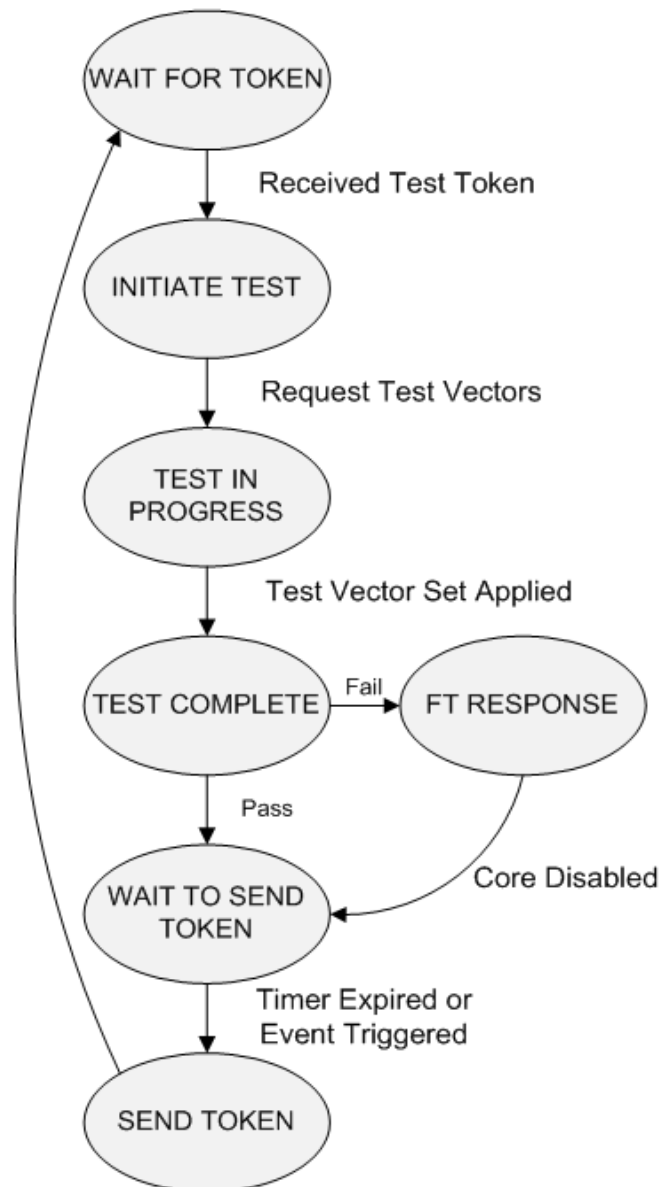 WAIT FOR TOKEN
Received Test Token
INITIATE TEST
Request Test Vectors
TEST IN
PROGRESS
Test Vector Set Applied
TEST COMPLETE
Fail
FT RESPONSE
Pass
Core Disabled
WAIT TO SEND
TOKEN
Timer Expired or
Event Triggered
SEND TOKEN